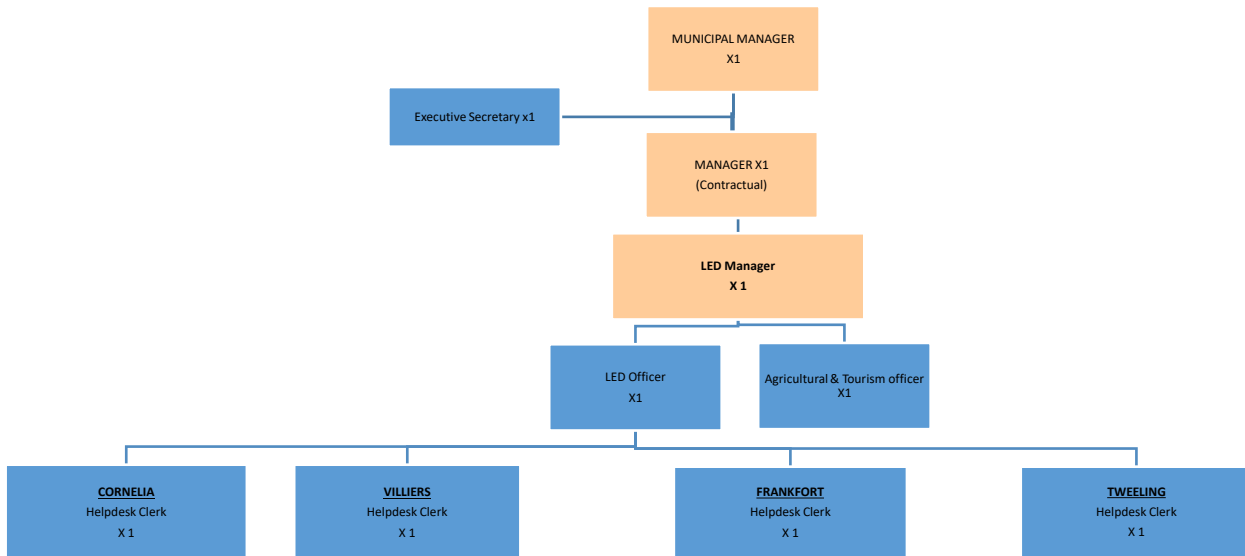 MUNICIPAL MANAGER
X1
Executive Secretary x1
MANAGER X1
(Contractual)
LED Manager
X 1
LED Officer
X1
Agricultural & Tourism officer
X1
CORNELIA
Helpdesk Clerk
X 1
VILLIERS
Helpdesk Clerk
X 1
FRANKFORT
Helpdesk Clerk
X 1
TWEELING
Helpdesk Clerk
X 1